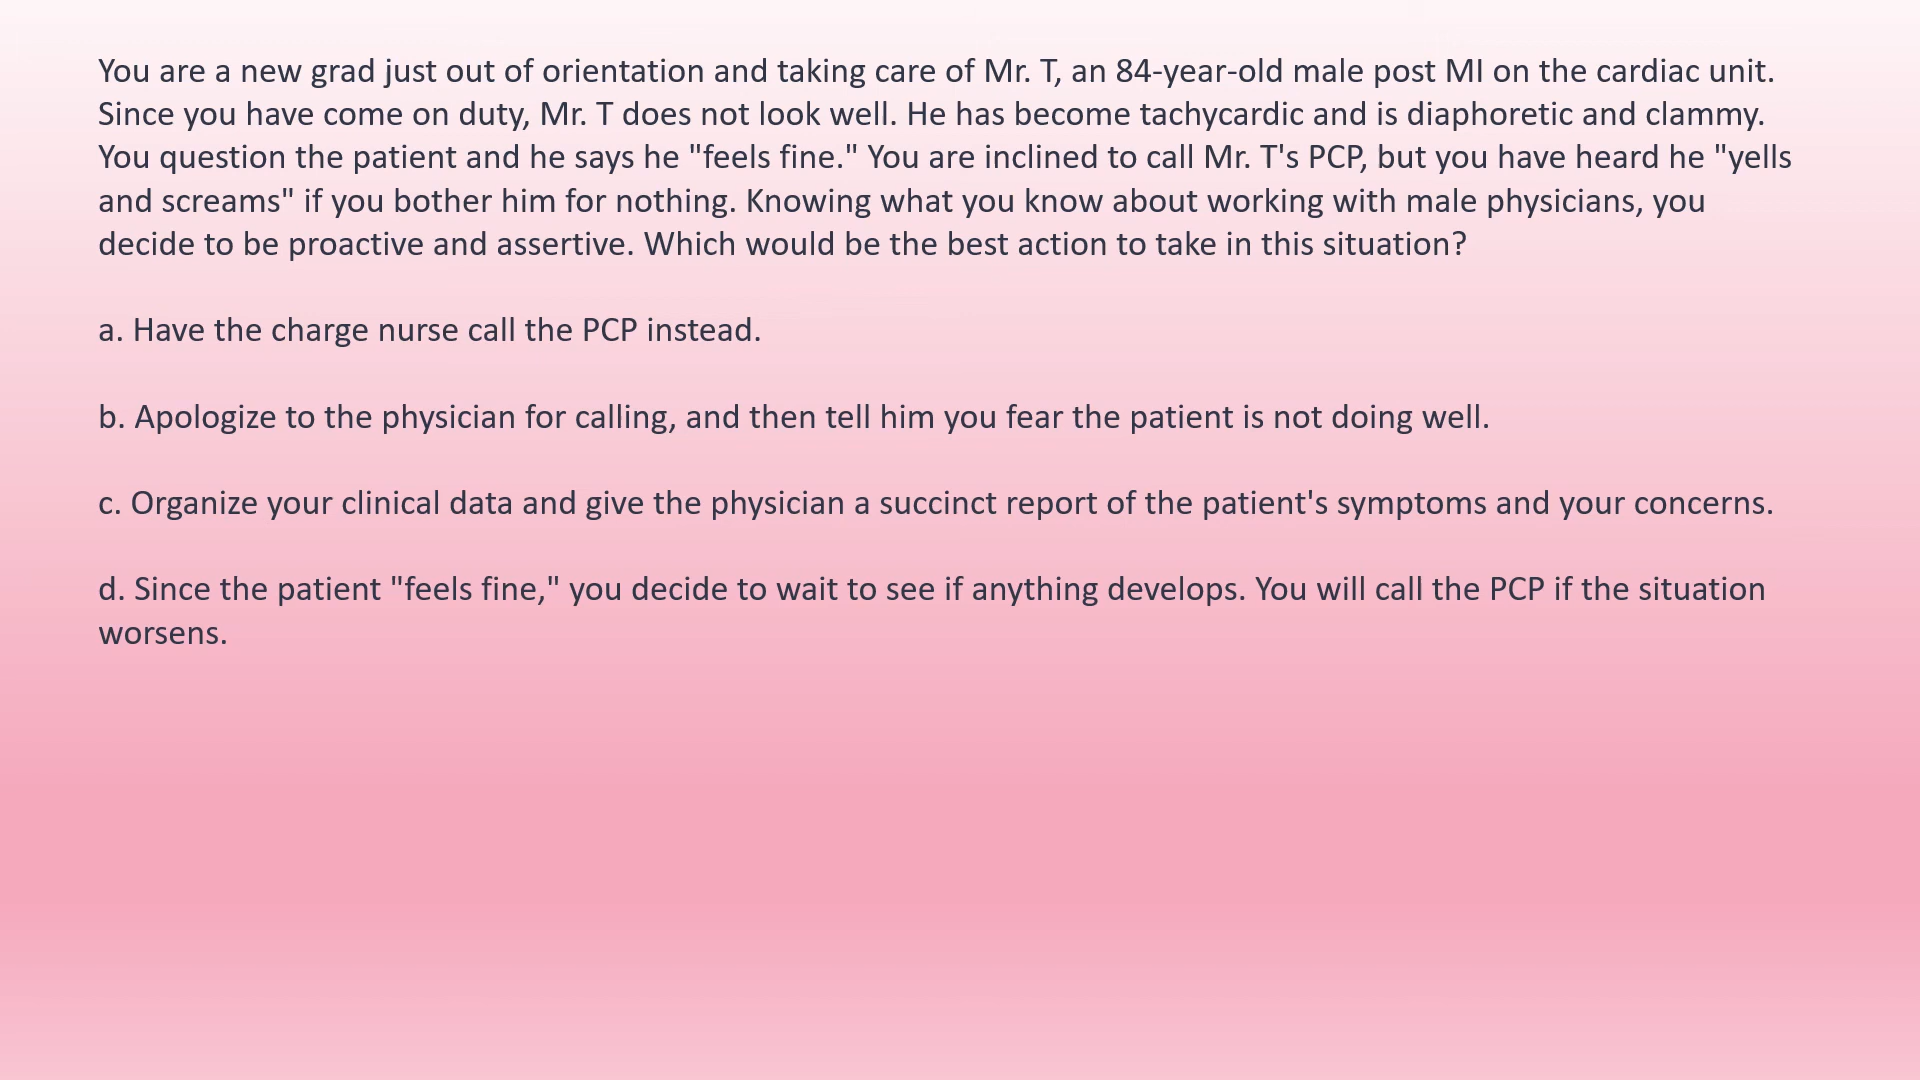 You are a new grad just out of orientation and taking care of Mr. T, an 84-year-old male post MI on the cardiac unit.
Since you have come on duty, Mr. T does not look well. He has become tachycardic and is diaphoretic and clammy.
You question the patient and he says he "feels fine." You are inclined to call Mr. T's PCP, but you have heard he "yells
and screams" if you bother him for nothing. Knowing what you know about working with male physicians, you
decide to be proactive and assertive. Which would be the best action to take in this situation?
a. Have the charge nurse call the PCP instead.
b. Apologize to the physician for calling, and then tell him you fear the patient is not doing well.
c. Organize your clinical data and give the physician a succinct report of the patient's symptoms and your concerns.
d. Since the patient "feels fine," you decide to wait to see if anything develops. You will call the PCP if the situation
worsens.